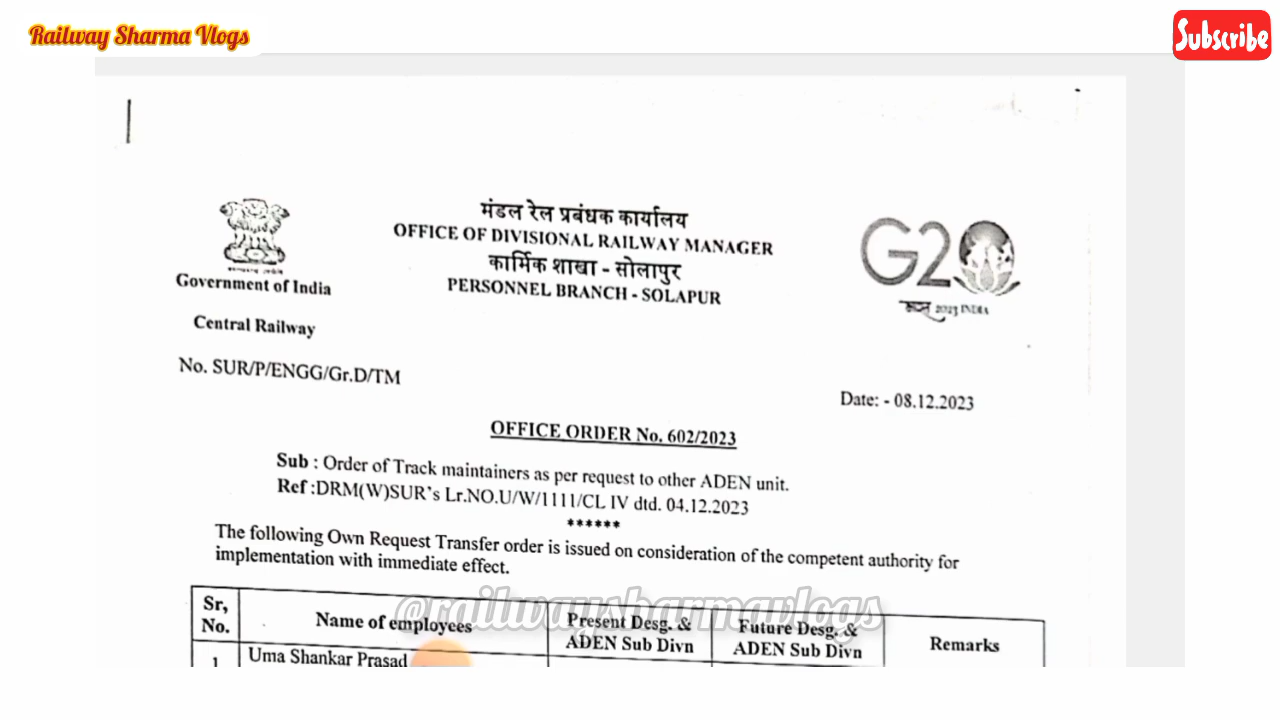 Railway Sharma Vlogs
Subscribe
मंडल रेल प्रबंधक कार्यालय
OFFICE OF DIVISIONAL RAILWAY MANAGER
कार्मिक शाखा - सोलापुर
PERSONNEL BRANCH - SOLAPUR
Government of India
G20
2023 INDIA
Central Railway
No. SUR/P/ENGG/Gr.D/TM
Date: - 08.12.2023
OFFICE ORDER No. 602/2023
Sub : Order of Track maintainers as per request to other ADEN unit.
Ref :DRM(W)SUR's Lr.NO.U/W/1111/CL IV dtd. 04.12.2023
******
The following Own Request Transfer order is issued on consideration of the competent authority for
implementation with immediate effect.
@railwaysharmavlogs
Sr, No.
Name of employees
Present Desg. &
ADEN Sub Divn
Future Desg. &
ADEN Sub Divn
Remarks
1
Uma Shankar Prasad